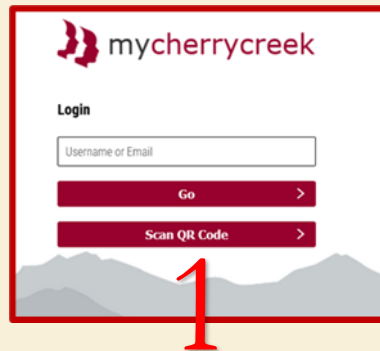 mycherrycreek
Login
Username or Email
Go
Scan QR Code
1